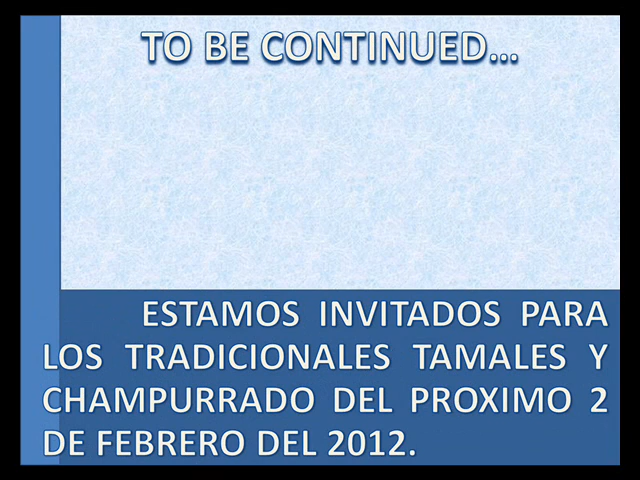 TO BE CONTINUED...
ESTAMOS INVITADOS PARA
LOS TRADICIONALES TAMALES Y
CHAMPURRADO DEL PROXIMO 2
DE FEBRERO DEL 2012.